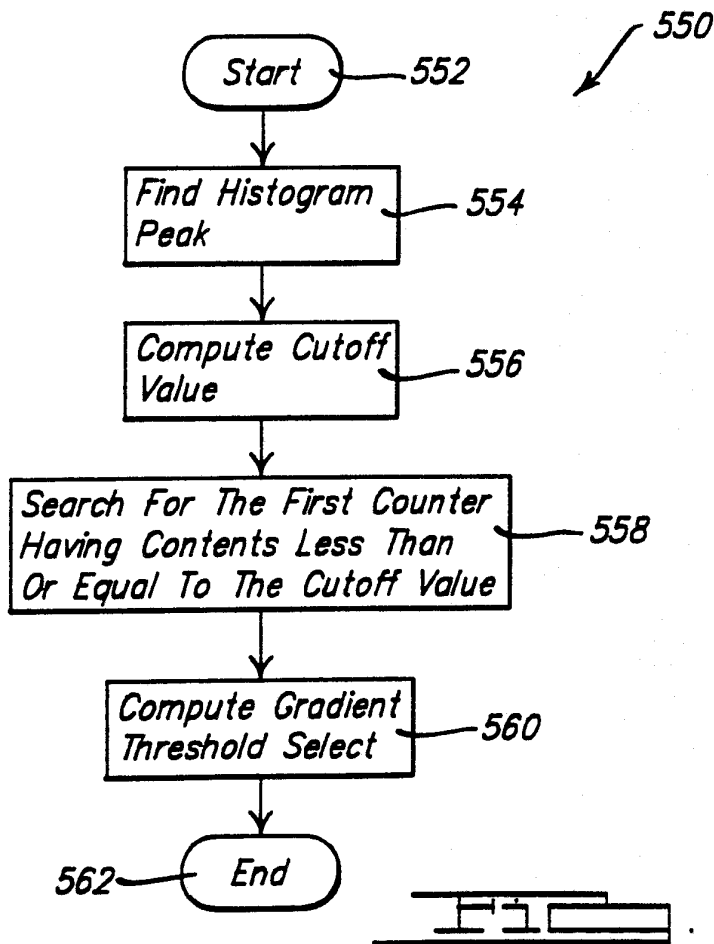 550
Start
552
Find Histogram
Peak
554
Compute Cutoff
Value
556
Search For The First Counter
Having Contents Less Than
Or Equal To The Cutoff Value
558
Compute Gradient
Threshold Select
560
End
562